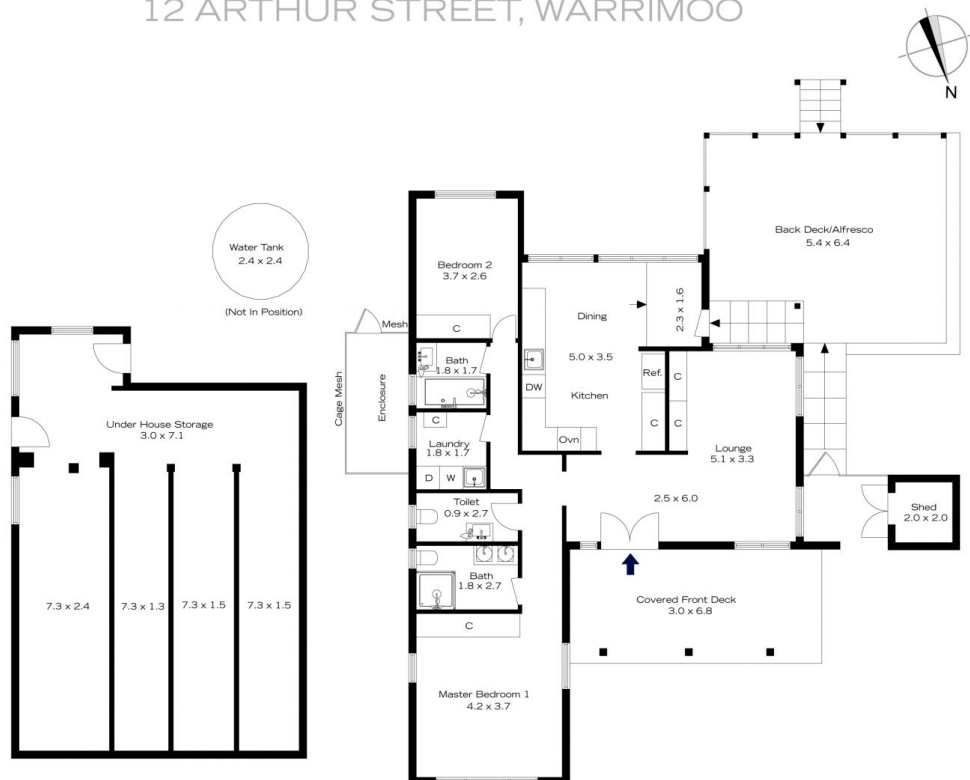 12 ARTHUR STREET, WARRIMOO
N
Back Deck/Alfresco
5.4 x 6.4
Water Tank
2.4 x 2.4
(Not In Position)
Bedroom 2
3.7 x 2.6
C
Dining
2.3 x 1.6
5.0 x 3.5
Kitchen
DW
Ovn
Ref.
C
C
C
Mesh
Cage Mesh
Enclosure
Bath
1.8 x 1.7
C
Laundry
1.8 x 1.7
D
W
Lounge
5.1 x 3.3
2.5 x 6.0
Toilet
0.9 x 2.7
Shed
2.0 x 2.0
Bath
1.8 x 2.7
C
Covered Front Deck
3.0 x 6.8
Master Bedroom 1
4.2 x 3.7
Under House Storage
3.0 x 7.1
7.3 x 2.4
7.3 x 1.3
7.3 x 1.5
7.3 x 1.5